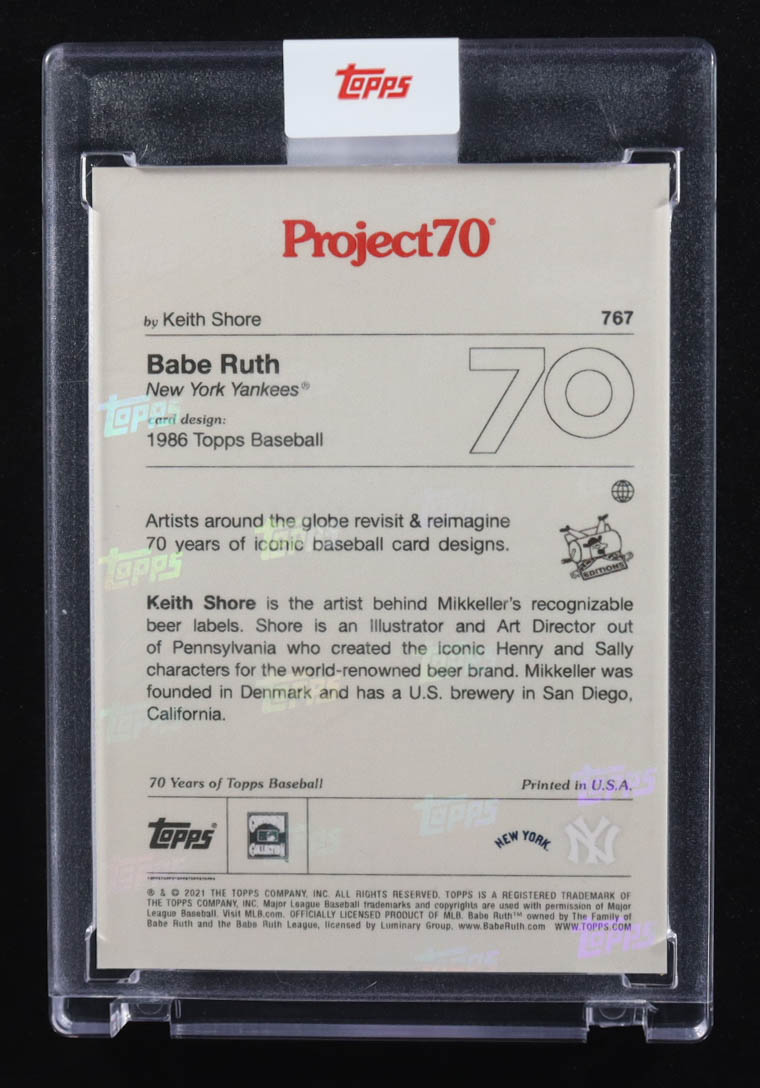 TOPPS
Project70®
by Keith Shore 767
Babe Ruth
New York Yankees®
card design:
1986 Topps Baseball
70
Artists around the globe revisit & reimagine
70 years of iconic baseball card designs.
EDITIONS
Keith Shore is the artist behind Mikkeller's recognizable
beer labels. Shore is an Illustrator and Art Director out
of Pennsylvania who created the iconic Henry and Sally
characters for the world-renowned beer brand. Mikkeller was
founded in Denmark and has a U.S. brewery in San Diego,
California.
70 Years of Topps Baseball Printed in U.S.A.
TOPPS® NEW YORK NY
® & © 2021 THE TOPPS COMPANY, INC. ALL RIGHTS RESERVED. TOPPS IS A REGISTERED TRADEMARK OF
THE TOPPS COMPANY, INC. Major League Baseball trademarks and copyrights are used with permission of Major
League Baseball. Visit MLB.com. OFFICIALLY LICENSED PRODUCT OF MLB. Babe Ruth™ owned by The Family of
Babe Ruth and the Babe Ruth League, licensed by Luminary Group. www.BabeRuth.com WWW.TOPPS.COM